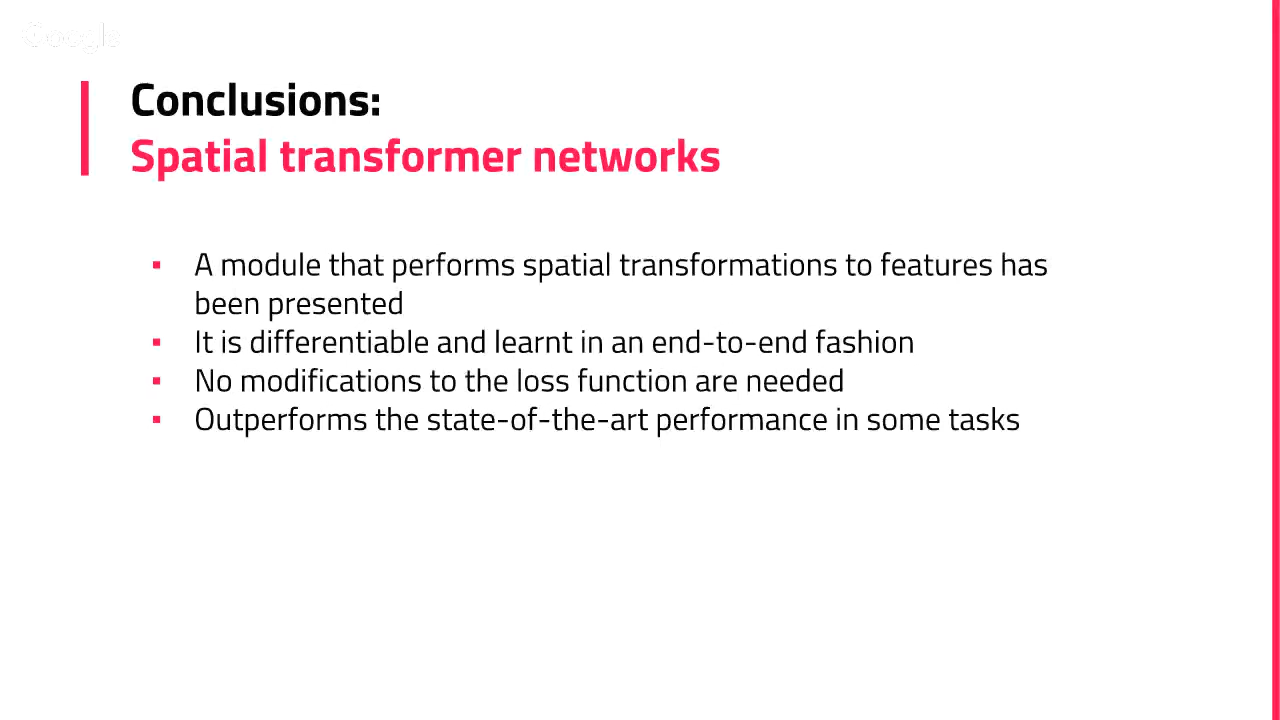 Google
Conclusions:
Spatial transformer networks
▪ A module that performs spatial transformations to features has
been presented
▪ It is differentiable and learnt in an end-to-end fashion
▪ No modifications to the loss function are needed
▪ Outperforms the state-of-the-art performance in some tasks